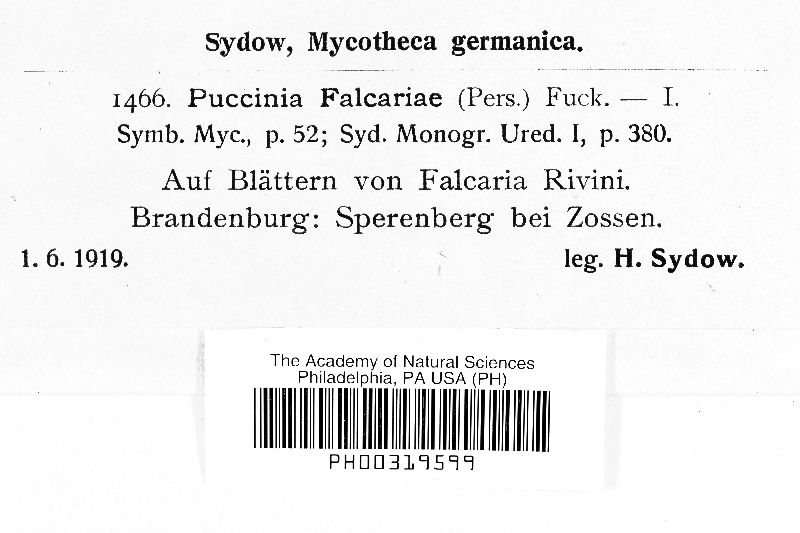 Sydow, Mycotheca germanica.
1466. Puccinia Falcariae (Pers.) Fuck. — I.
Symb. Myc., p. 52; Syd. Monogr. Ured. I, p. 380.
Auf Blättern von Falcaria Rivini.
Brandenburg: Sperenberg bei Zossen.
1. 6. 1919. leg. H. Sydow.
The Academy of Natural Sciences
Philadelphia, PA USA (PH)
PH00319599